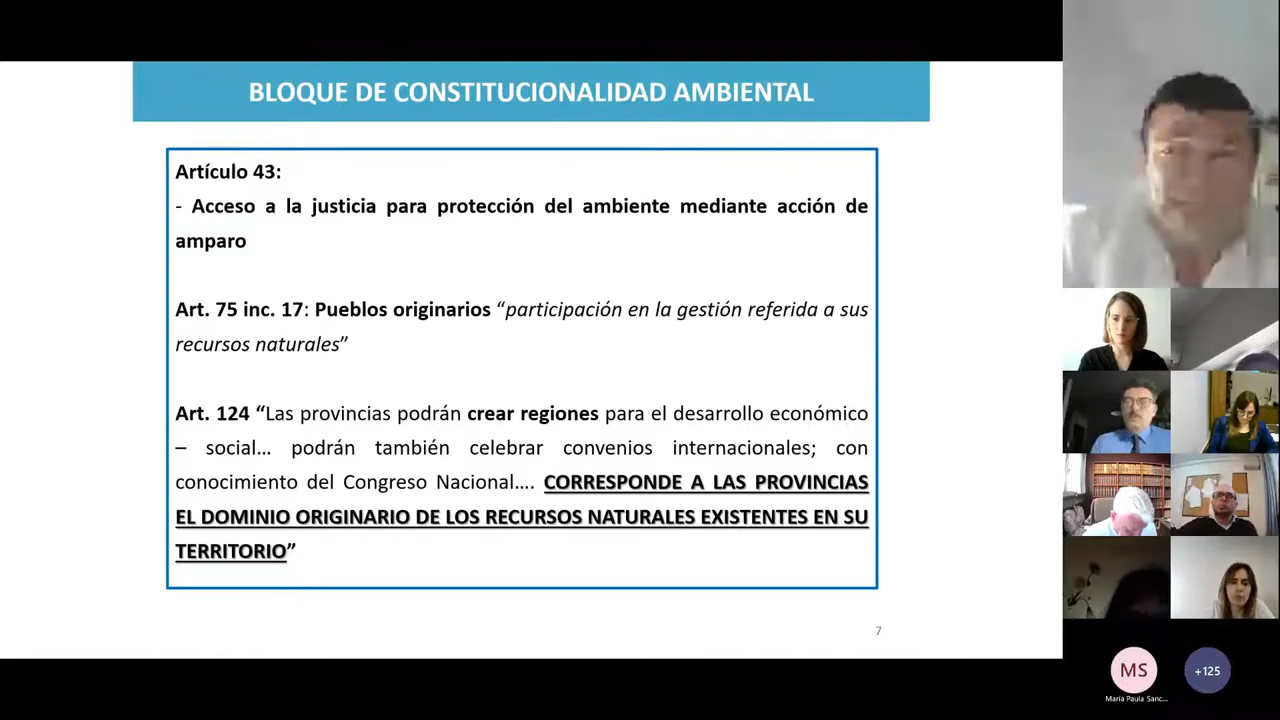 BLOQUE DE CONSTITUCIONALIDAD AMBIENTAL
Artículo 43:
- Acceso a la justicia para protección del ambiente mediante acción de
amparo
Art. 75 inc. 17: Pueblos originarios “participación en la gestión referida a sus
recursos naturales”
Art. 124 “Las provincias podrán crear regiones para el desarrollo económico
– social… podrán también celebrar convenios internacionales; con
conocimiento del Congreso Nacional…. CORRESPONDE A LAS PROVINCIAS
EL DOMINIO ORIGINARIO DE LOS RECURSOS NATURALES EXISTENTES EN SU
TERRITORIO”
7
MS
+125
Maria Paula Sanc...